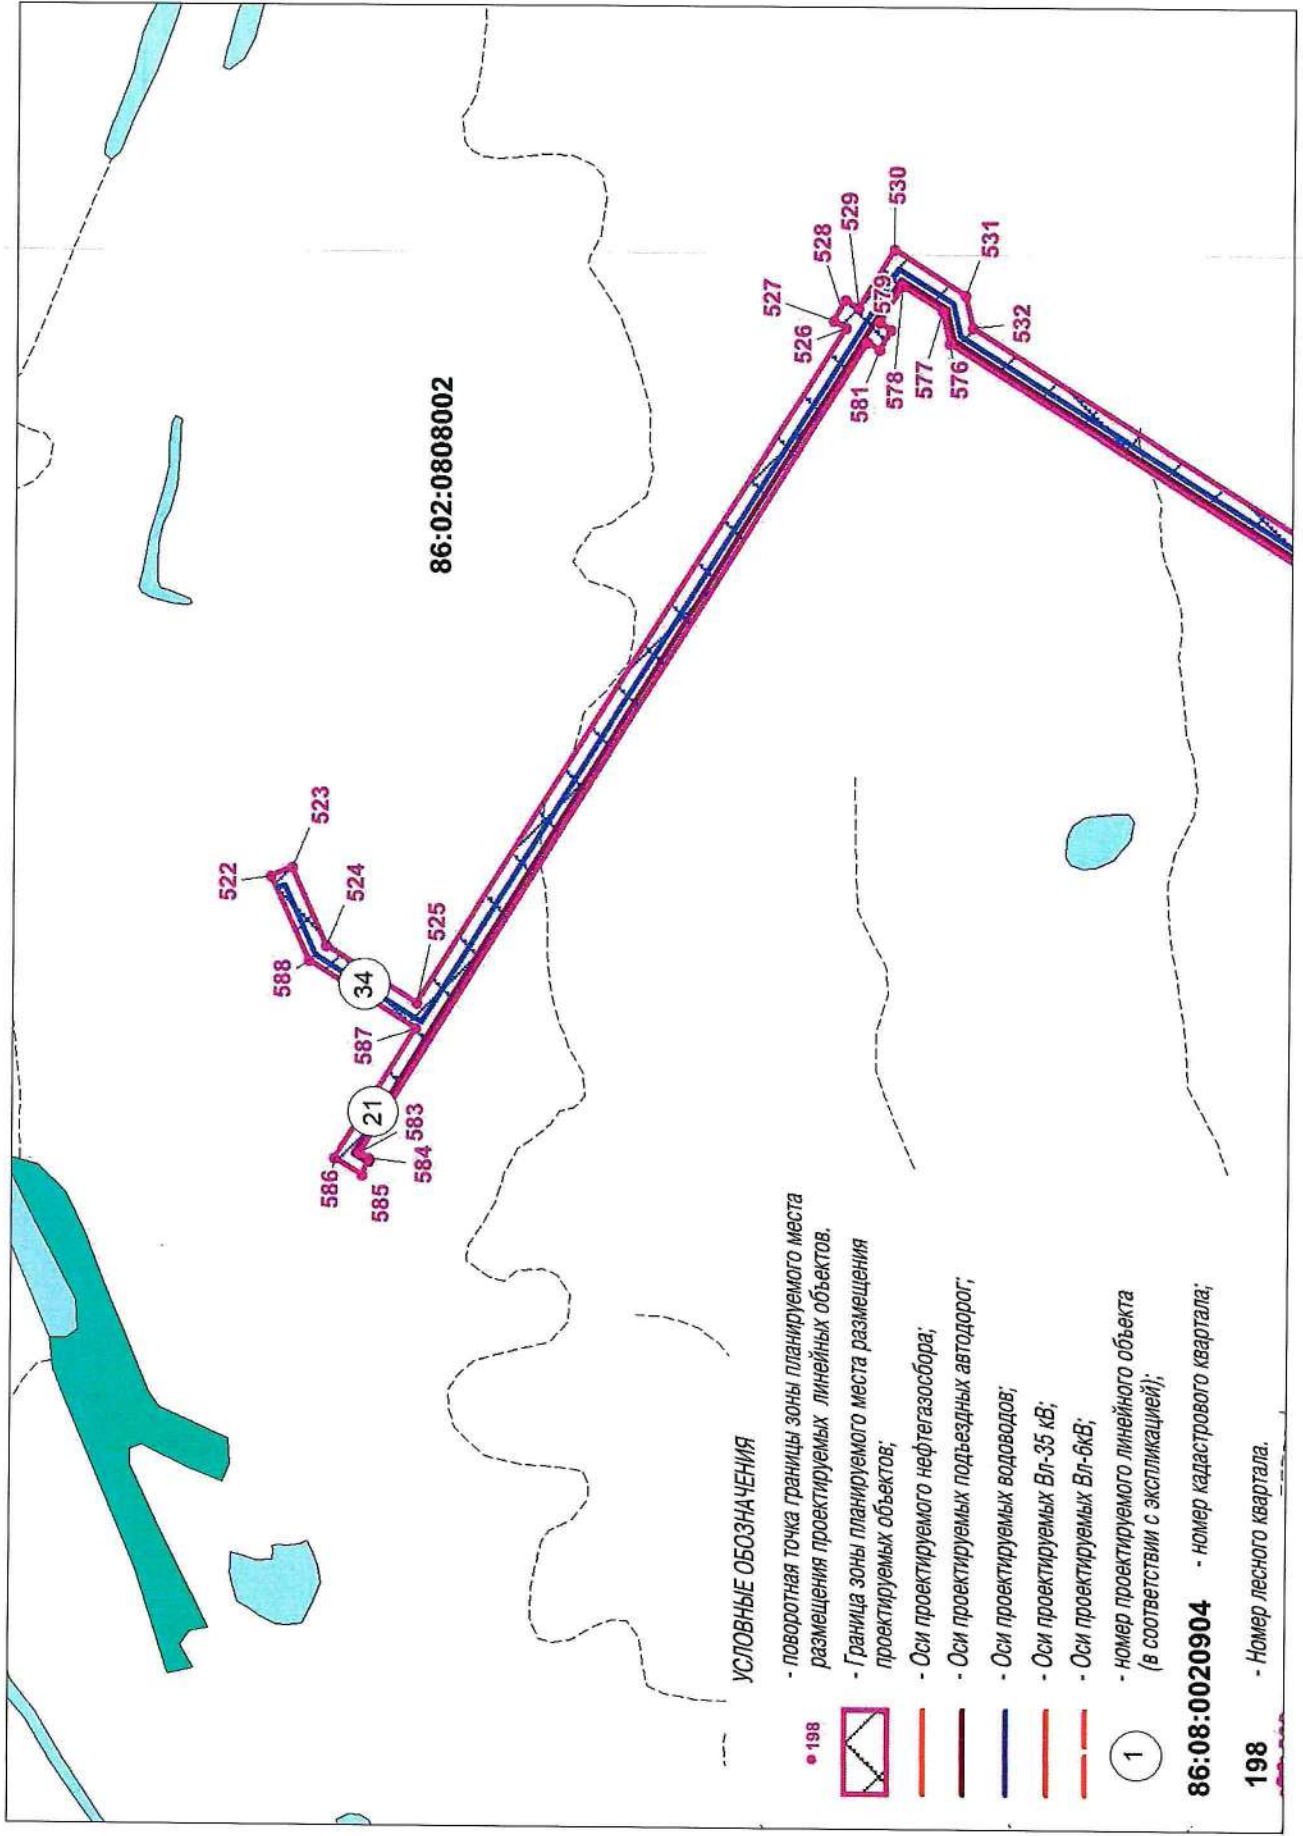 86:02:0808002
522
523
524
588
34
525
587
21
586
583
584
585
527
528
529
530
526
579
531
581
578
577
576
532
УСЛОВНЫЕ ОБОЗНАЧЕНИЯ
198 - поворотная точка границы зоны планируемого места
размещения проектируемых линейных объектов.
- Граница зоны планируемого места размещения
проектируемых объектов;
- Оси проектируемого нефтегазосбора;
- Оси проектируемых подъездных автодорог;
- Оси проектируемых водоводов;
- Оси проектируемых Вл-35 кВ;
- Оси проектируемых Вл-6кВ;
1 - номер проектируемого линейного объекта
(в соответствии с экспликацией);
86:08:0020904 - номер кадастрового квартала;
198 - Номер лесного квартала.